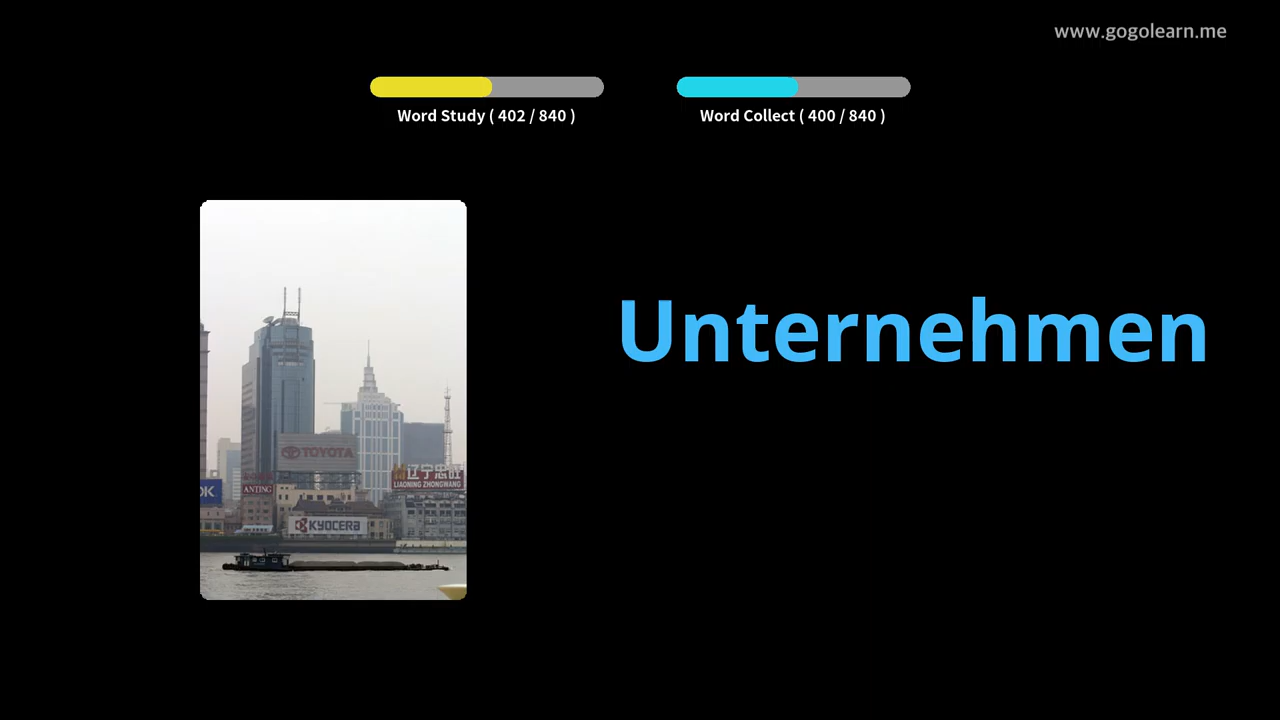 www.gogolearn.me
Word Study ( 402 / 840 )
Word Collect ( 400 / 840 )
Unternehmen
TOYOTA
辽宁忠旺
LIAONING ZHONGWANG
OK
ANTING
KYOCERA